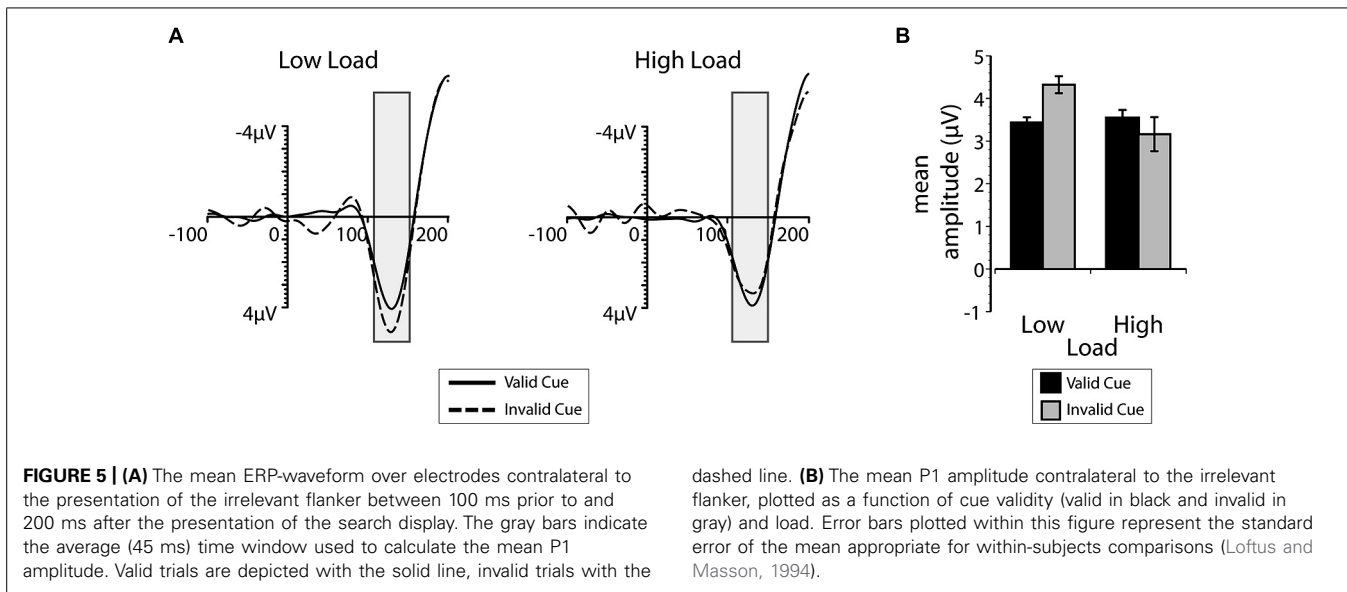 A
Low Load
-4µV
-100
0
100
200
4µV
High Load
-4µV
-100
0
100
200
4µV
Valid Cue
Invalid Cue
B
mean
amplitude (µV)
5
4
3
2
1
0
-1
Low
High
Load
Valid Cue
Invalid Cue
FIGURE 5 | (A) The mean ERP-waveform over electrodes contralateral to
the presentation of the irrelevant flanker between 100 ms prior to and
200 ms after the presentation of the search display. The gray bars indicate
the average (45 ms) time window used to calculate the mean P1
amplitude. Valid trials are depicted with the solid line, invalid trials with the
dashed line. (B) The mean P1 amplitude contralateral to the irrelevant
flanker, plotted as a function of cue validity (valid in black and invalid in
gray) and load. Error bars plotted within this figure represent the standard
error of the mean appropriate for within-subjects comparisons (Loftus and
Masson, 1994).